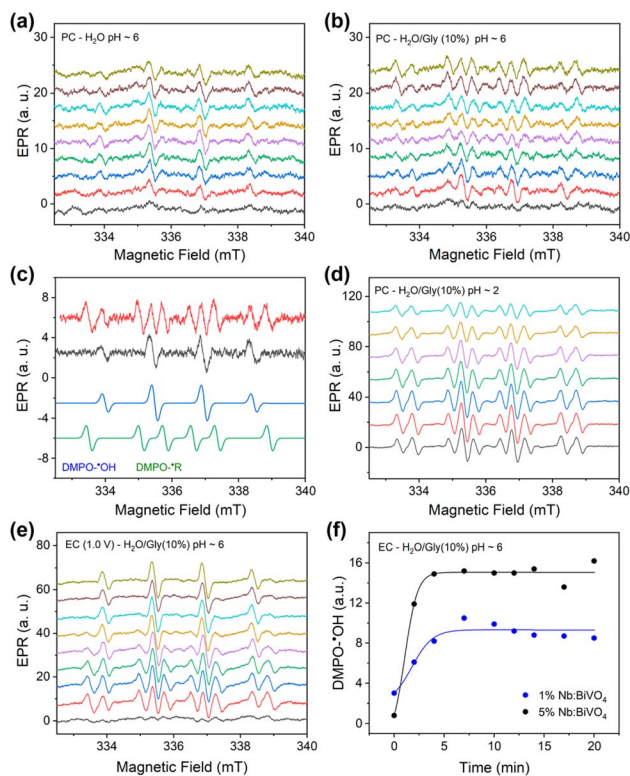 (a)
PC - H₂O pH ~ 6
EPR (a. u.)
30
20
10
0
334
336
338
340
Magnetic Field (mT)
(b)
PC - H₂O/Gly (10%) pH ~ 6
EPR (a. u.)
30
20
10
0
334
336
338
340
Magnetic Field (mT)
(c)
EPR (a. u.)
8
4
0
-4
-8
DMPO-•OH
DMPO-•R
334
336
338
340
Magnetic Field (mT)
(d)
PC - H₂O/Gly(10%) pH ~ 2
EPR (a. u.)
120
80
40
0
334
336
338
340
Magnetic Field (mT)
(e)
EC (1.0 V) - H₂O/Gly(10%) pH ~ 6
EPR (a. u.)
80
60
40
20
0
334
336
338
340
Magnetic Field (mT)
(f)
EC - H₂O/Gly(10%) pH ~ 6
DMPO-•OH (a.u.)
16
12
8
4
0
1% Nb:BiVO₄
5% Nb:BiVO₄
0
5
10
15
20
Time (min)